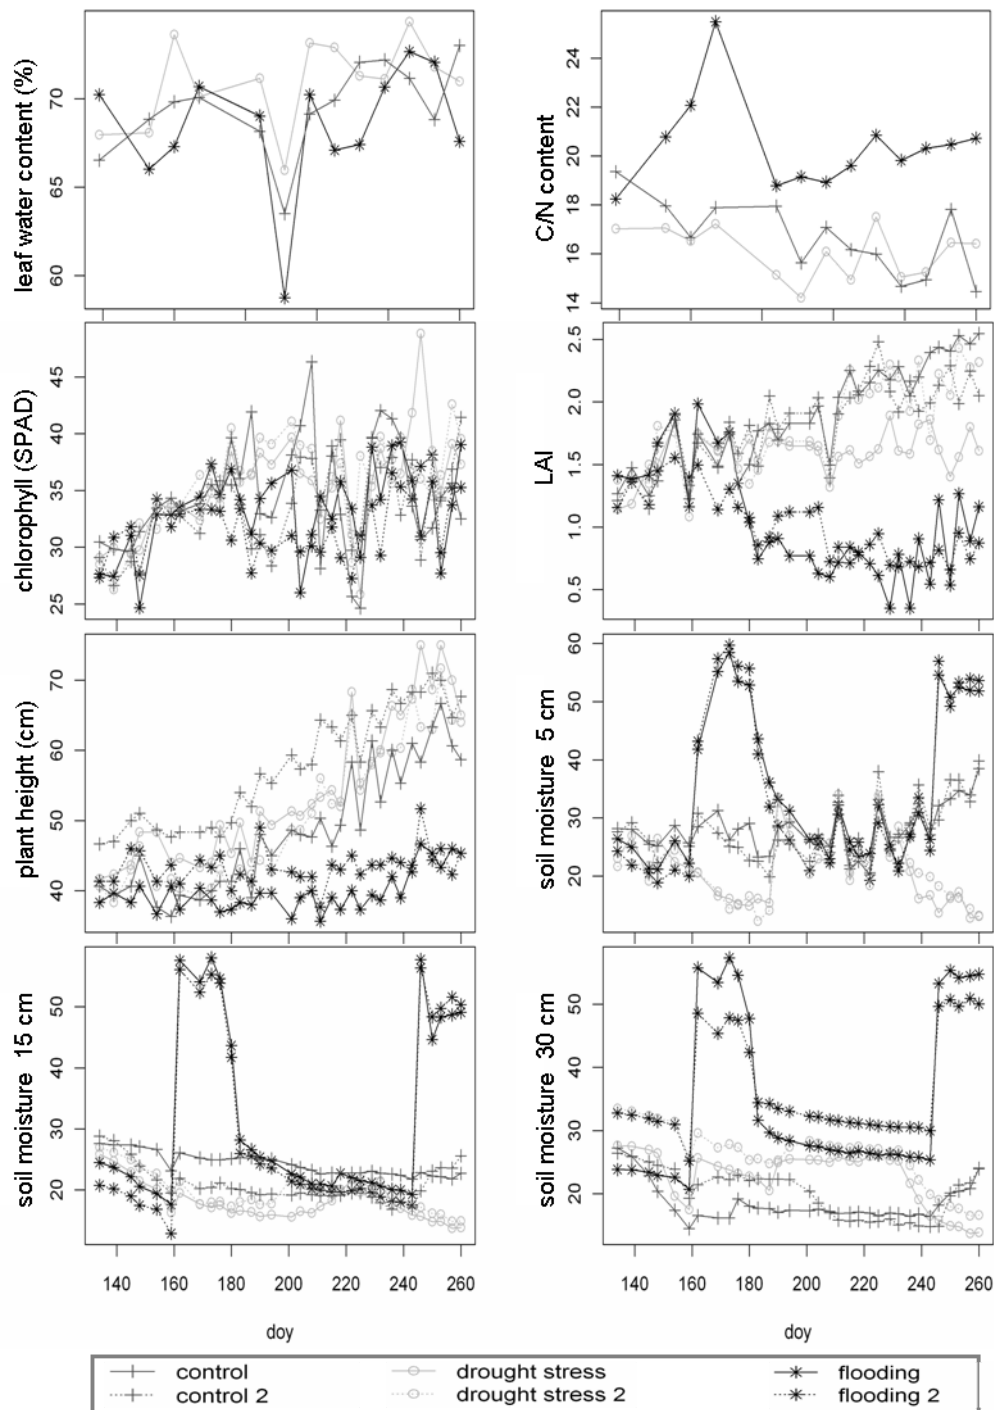 leaf water content (%)
60 65 70
C/N content
14 16 18 20 22 24
chlorophyll (SPAD)
25 30 35 40 45
LAI
0.5 1.0 1.5 2.0 2.5
plant height (cm)
40 50 60 70
soil moisture 5 cm
20 30 40 50 60
soil moisture 15 cm
20 30 40 50
soil moisture 30 cm
20 30 40 50
140 160 180 200 220 240 260
140 160 180 200 220 240 260
doy
doy
control
drought stress
flooding
control 2
drought stress 2
flooding 2